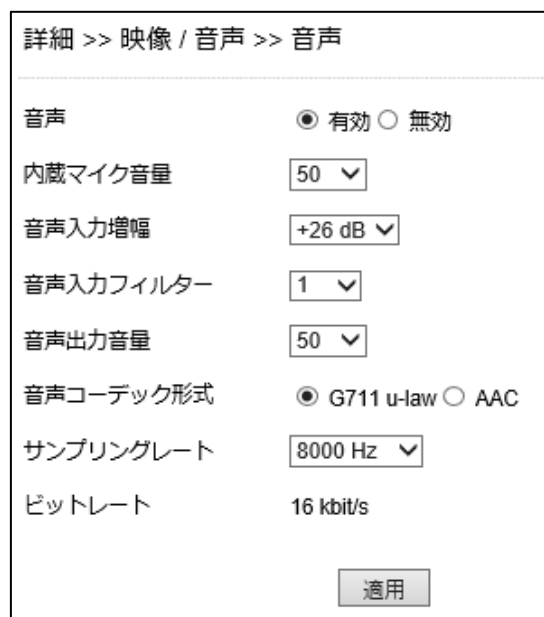 詳細 >> 映像 / 音声 >> 音声
音声 有効 無効
内蔵マイク音量 50
音声入力増幅 +26 dB
音声入力フィルター 1
音声出力音量 50
音声コーデック形式 G711 u-law AAC
サンプリングレート 8000 Hz
ビットレート 16 kbit/s
適用